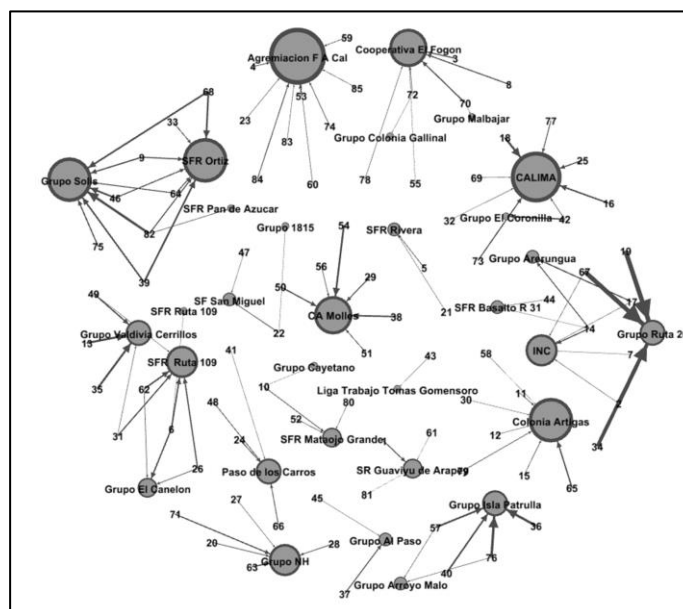 59
Agremiacion F A Cal
Cooperativa El Fogon
4
3
53
85
8
68
72
70
Grupo Malbajar
77
33
23
83
74
Grupo Colonia Gallinal
18
9
SFR Ortiz
25
Grupo Solis
84
60
78
55
69
CALIMA
46
64
16
SFR Pan de Azucar
32
Grupo El Coronilla
42
82
Grupo 1815
54
SFR Rivera
75
47
73
Grupo Arerungua
19
39
56
5
67
49
SF San Miguel
50
29
SFR Basalto R 31
44
17
SFR Ruta 109
CA Molles
38
21
14
Grupo Ruta 26
13
Grupo Valdivia Cerrillos
22
51
INC
7
41
43
58
SFR Ruta 109
Grupo Cayetano
35
62
10
Liga Trabajo Tomas Gomensoro
11
2
48
80
30
52
Colonia Artigas
31
6
24
SFR Mataojo Grande
1
61
12
34
26
Paso de los Carros
SR Guaviyu de Arapey
79
15
65
Grupo El Canelon
27
81
71
66
45
Grupo Isla Patrulla
20
57
36
28
Grupo Al Paso
63
Grupo NH
40
76
37
Grupo Arroyo Malo